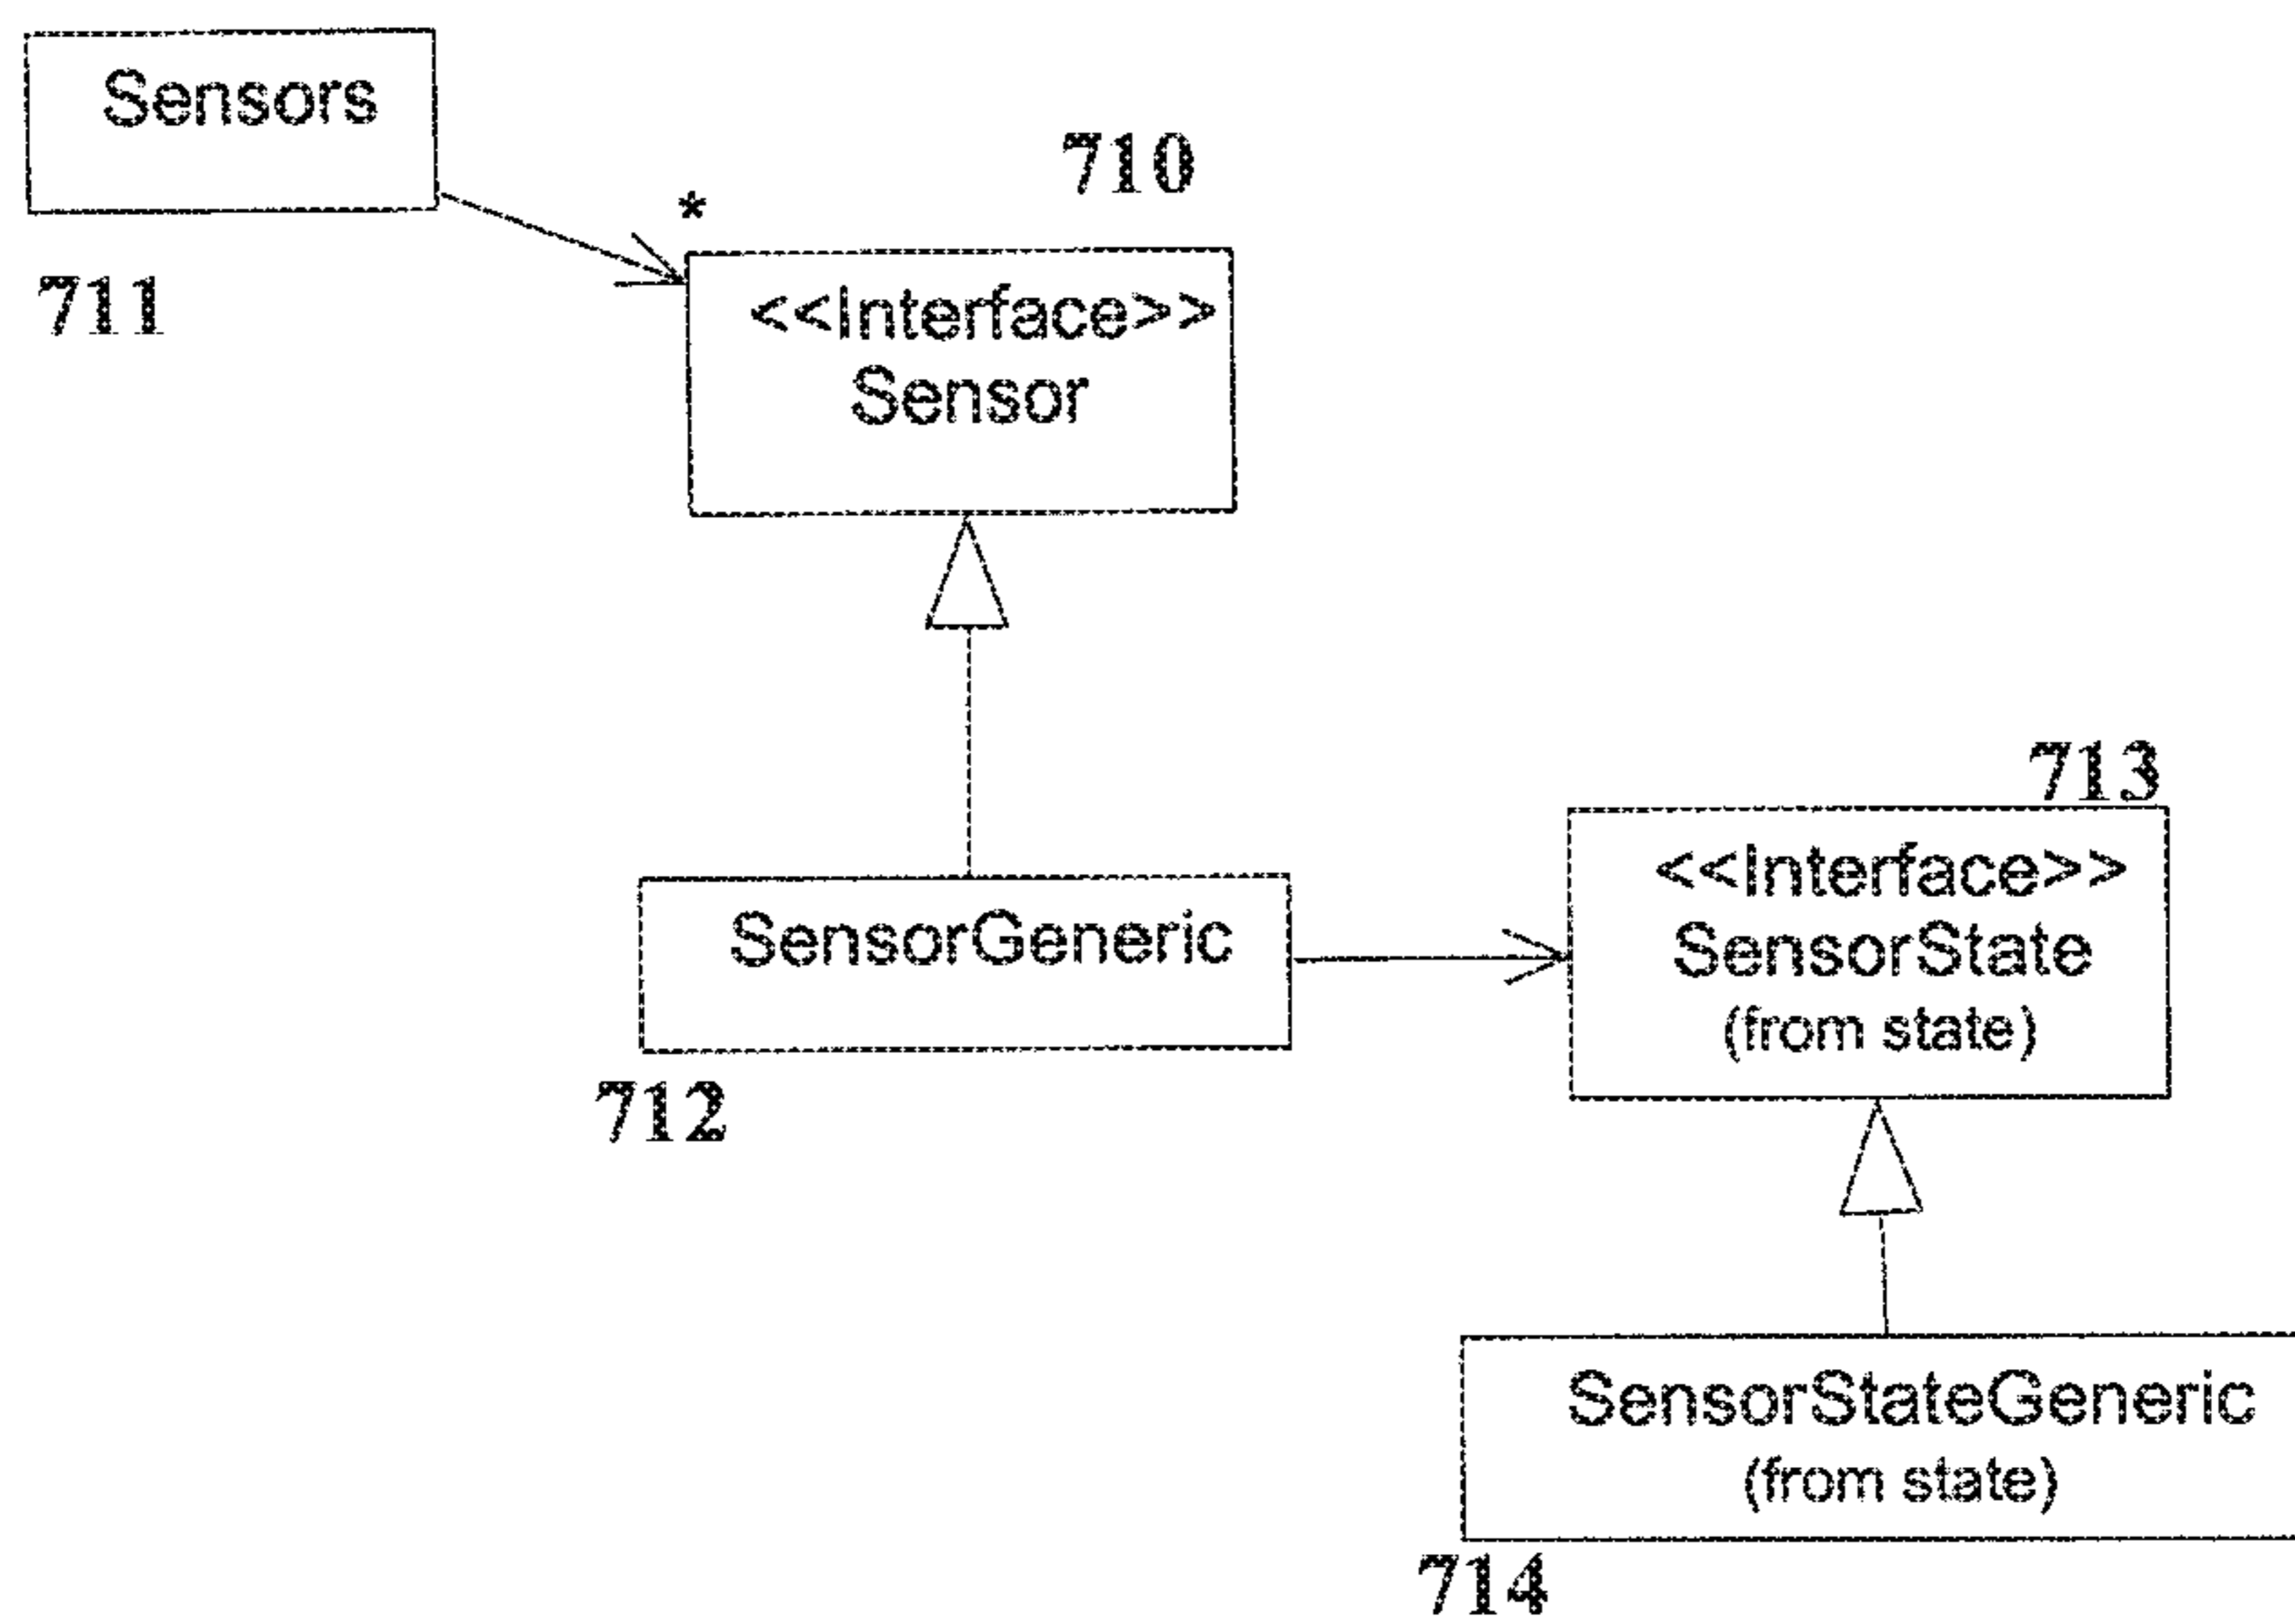 Sensors
711
*
710
<<Interface>>
Sensor
SensorGeneric
712
713
<<Interface>>
SensorState
(from state)
SensorStateGeneric
(from state)
714